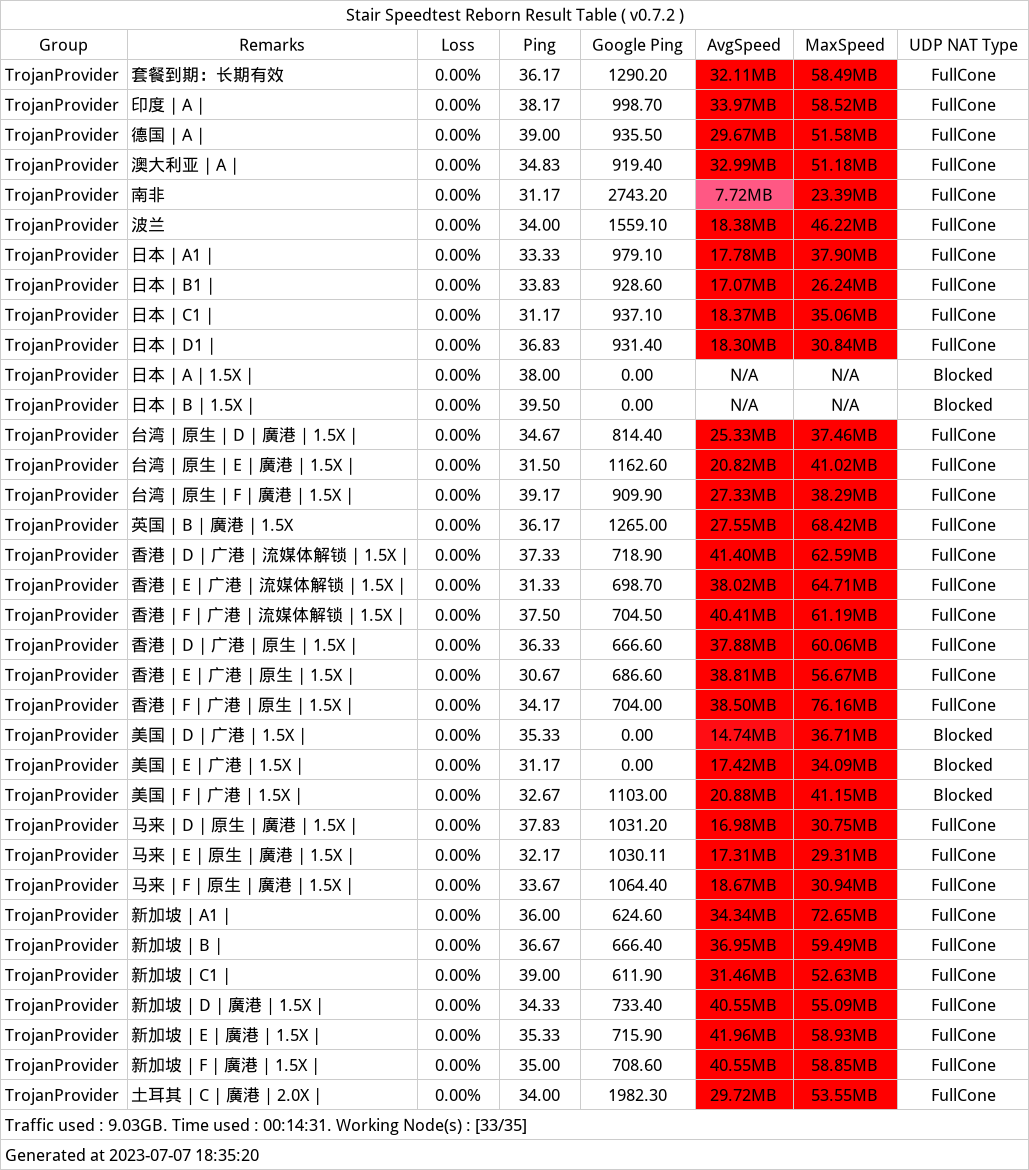 Stair Speedtest Reborn Result Table ( v0.7.2 )
Group Remarks Loss Ping Google Ping AvgSpeed MaxSpeed UDP NAT Type
TrojanProvider 套餐到期：长期有效 0.00% 36.17 1290.20 32.11MB 58.49MB FullCone
TrojanProvider 印度 | A | 0.00% 38.17 998.70 33.97MB 58.52MB FullCone
TrojanProvider 德国 | A | 0.00% 39.00 935.50 29.67MB 51.58MB FullCone
TrojanProvider 澳大利亚 | A | 0.00% 34.83 919.40 32.99MB 51.18MB FullCone
TrojanProvider 南非 0.00% 31.17 2743.20 7.72MB 23.39MB FullCone
TrojanProvider 波兰 0.00% 34.00 1559.10 18.38MB 46.22MB FullCone
TrojanProvider 日本 | A1 | 0.00% 33.33 979.10 17.78MB 37.90MB FullCone
TrojanProvider 日本 | B1 | 0.00% 33.83 928.60 17.07MB 26.24MB FullCone
TrojanProvider 日本 | C1 | 0.00% 31.17 937.10 18.37MB 35.06MB FullCone
TrojanProvider 日本 | D1 | 0.00% 36.83 931.40 18.30MB 30.84MB FullCone
TrojanProvider 日本 | A | 1.5X | 0.00% 38.00 0.00 N/A N/A Blocked
TrojanProvider 日本 | B | 1.5X | 0.00% 39.50 0.00 N/A N/A Blocked
TrojanProvider 台湾 | 原生 | D | 廣港 | 1.5X | 0.00% 34.67 814.40 25.33MB 37.46MB FullCone
TrojanProvider 台湾 | 原生 | E | 廣港 | 1.5X | 0.00% 31.50 1162.60 20.82MB 41.02MB FullCone
TrojanProvider 台湾 | 原生 | F | 廣港 | 1.5X | 0.00% 39.17 909.90 27.33MB 38.29MB FullCone
TrojanProvider 英国 | B | 廣港 | 1.5X 0.00% 36.17 1265.00 27.55MB 68.42MB FullCone
TrojanProvider 香港 | D | 广港 | 流媒体解锁 | 1.5X | 0.00% 37.33 718.90 41.40MB 62.59MB FullCone
TrojanProvider 香港 | E | 广港 | 流媒体解锁 | 1.5X | 0.00% 31.33 698.70 38.02MB 64.71MB FullCone
TrojanProvider 香港 | F | 广港 | 流媒体解锁 | 1.5X | 0.00% 37.50 704.50 40.41MB 61.19MB FullCone
TrojanProvider 香港 | D | 广港 | 原生 | 1.5X | 0.00% 36.33 666.60 37.88MB 60.06MB FullCone
TrojanProvider 香港 | E | 广港 | 原生 | 1.5X | 0.00% 30.67 686.60 38.81MB 56.67MB FullCone
TrojanProvider 香港 | F | 广港 | 原生 | 1.5X | 0.00% 34.17 704.00 38.50MB 76.16MB FullCone
TrojanProvider 美国 | D | 广港 | 1.5X | 0.00% 35.33 0.00 14.74MB 36.71MB Blocked
TrojanProvider 美国 | E | 广港 | 1.5X | 0.00% 31.17 0.00 17.42MB 34.09MB Blocked
TrojanProvider 美国 | F | 广港 | 1.5X | 0.00% 32.67 1103.00 20.88MB 41.15MB Blocked
TrojanProvider 马来 | D | 原生 | 廣港 | 1.5X | 0.00% 37.83 1031.20 16.98MB 30.75MB FullCone
TrojanProvider 马来 | E | 原生 | 廣港 | 1.5X | 0.00% 32.17 1030.11 17.31MB 29.31MB FullCone
TrojanProvider 马来 | F | 原生 | 廣港 | 1.5X | 0.00% 33.67 1064.40 18.67MB 30.94MB FullCone
TrojanProvider 新加坡 | A1 | 0.00% 36.00 624.60 34.34MB 72.65MB FullCone
TrojanProvider 新加坡 | B | 0.00% 36.67 666.40 36.95MB 59.49MB FullCone
TrojanProvider 新加坡 | C1 | 0.00% 39.00 611.90 31.46MB 52.63MB FullCone
TrojanProvider 新加坡 | D | 廣港 | 1.5X | 0.00% 34.33 733.40 40.55MB 55.09MB FullCone
TrojanProvider 新加坡 | E | 廣港 | 1.5X | 0.00% 35.33 715.90 41.96MB 58.93MB FullCone
TrojanProvider 新加坡 | F | 廣港 | 1.5X | 0.00% 35.00 708.60 40.55MB 58.85MB FullCone
TrojanProvider 土耳其 | C | 廣港 | 2.0X | 0.00% 34.00 1982.30 29.72MB 53.55MB FullCone
Traffic used : 9.03GB. Time used : 00:14:31. Working Node(s) : [33/35]
Generated at 2023-07-07 18:35:20